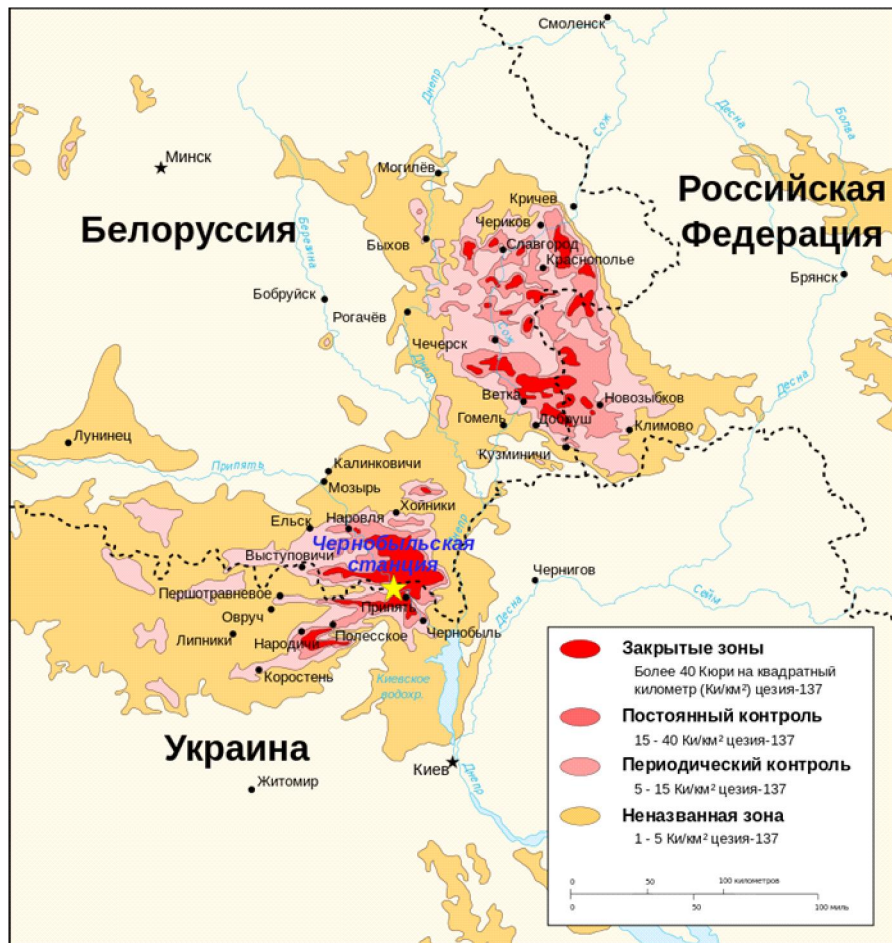 Смоленск
Днепр
Сож
Десна
Болва
Минск
Могилёв
Кричев
Чериков
Российская
Федерация
Белоруссия
Березина
Быхов
Славгород
Краснополье
Брянск
Бобруйск
Рогачёв
Чечерск
Сож
Днепр
Десна
Ветка
Новозыбков
Гомель
Добруш
Климово
Лунинец
Кузминичи
Припять
Калинковичи
Мозырь
Хойники
Ельск
Наровля
Днепр
Чернобыльская
станция
Выступовичи
Чернигов
Першотравневое
Припять
Сейм
Овруч
Десна
Липники
Народичи
Полесское
Чернобыль
Коростень
Киевское
водохр.
Украина
Киев
Житомир
Днепр
Закрытые зоны
Более 40 Кюри на квадратный
километр (Ки/км²) цезия-137
Постоянный контроль
15 - 40 Ки/км² цезия-137
Периодический контроль
5 - 15 Ки/км² цезия-137
Неназванная зона
1 - 5 Ки/км² цезия-137
0 50 100 километров
0 50 100 миль